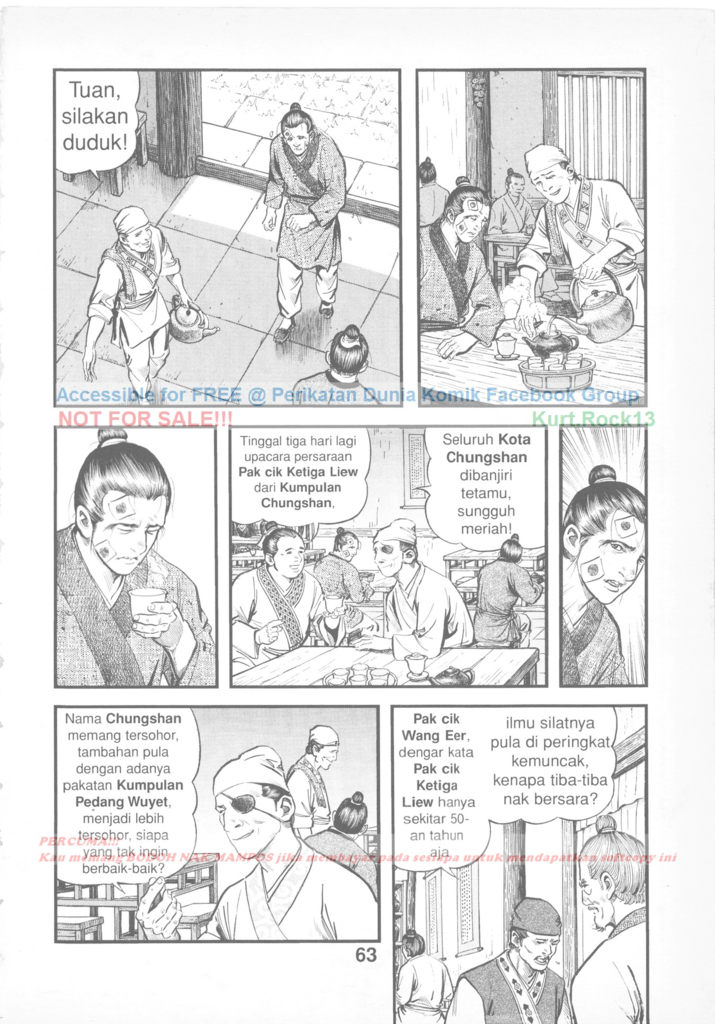 Tuan,
silakan
duduk!
Accessible for FREE @ Perikatan Dunia Komik Facebook Group
NOT FOR SALE!!!
Kurt.Rock13
Tinggal tiga hari lagi
upacara persaraan
Pak cik Ketiga Liew
dari Kumpulan
Chungshan,
Seluruh Kota
Chungshan
dibanjiri
tetamu,
sungguh
meriah!
Nama Chungshan
memang tersohor,
tambahan pula
dengan adanya
pakatan Kumpulan
Pedang Wuyet,
menjadi lebih
tersohor, siapa
yang tak ingin
berbaik-baik?
Pak cik
Wang Eer,
dengar kata
Pak cik
Ketiga
Liew hanya
sekitar 50-
an tahun
aja,
ilmu silatnya
pula di peringkat
kemuncak,
kenapa tiba-tiba
nak bersara?
PERCUMA!!!
Kau memang BODOH NAK MAMPOS jika membayar pada sesiapa untuk mendapatkan softcopy ini
63